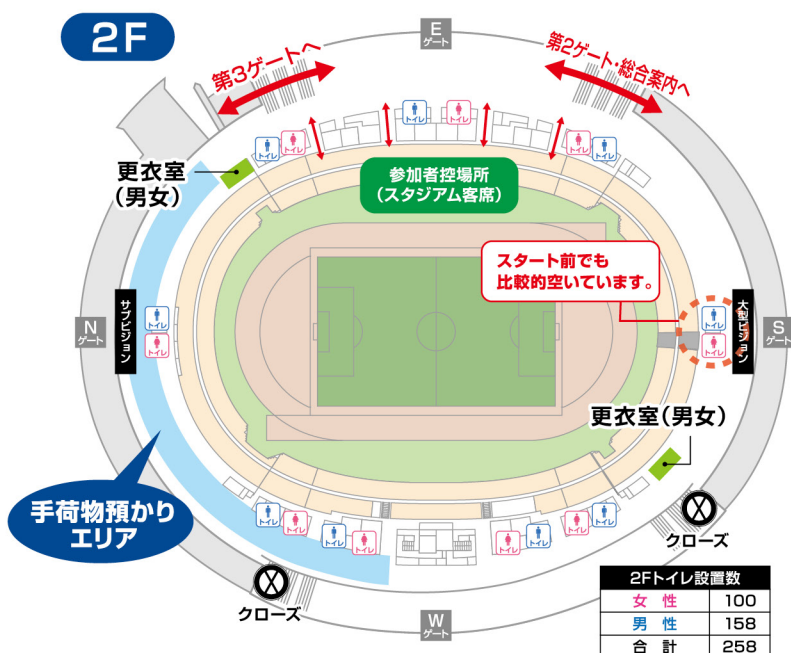 2F
E
ゲート
第3ゲートへ
第2ゲート・総合案内へ
トイレ
トイレ
トイレ
トイレ
トイレ
トイレ
更衣室
(男女)
参加者控場所
(スタジアム客席)
スタート前でも
比較的空いています。
N
ゲート
サブビジョン
トイレ
トイレ
トイレ
トイレ
大型ビジョン
S
ゲート
更衣室(男女)
手荷物預かり
エリア
トイレ
トイレ
トイレ
トイレ
トイレ
トイレ
トイレ
トイレ
クローズ
クローズ
W
ゲート
2Fトイレ設置数
女 性 100
男 性 158
合 計 258